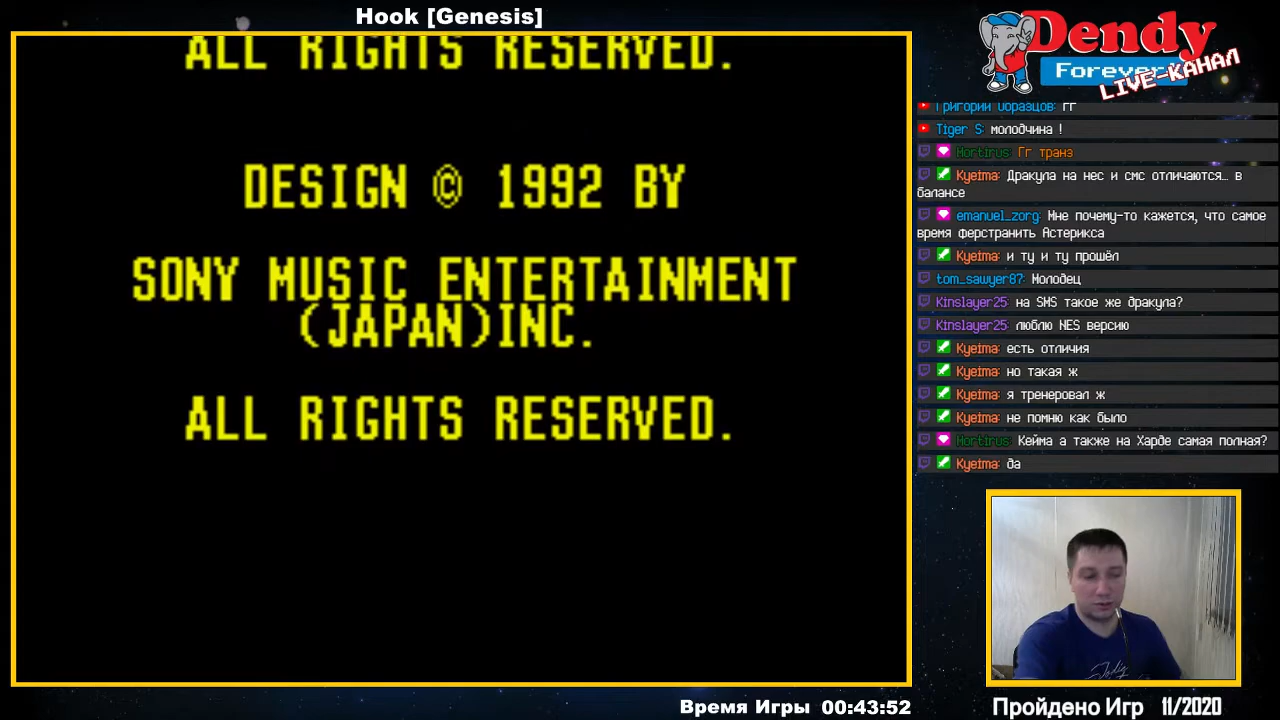 Hook [Genesis]
ALL RIGHTS RESERVED.
DESIGN © 1992 BY
SONY MUSIC ENTERTAINMENT
(JAPAN)INC.
ALL RIGHTS RESERVED.
Dendy
Forever
LIVE-КАНАЛ
Григорий Образцов: гг
Tiger S: молодчина !
Hortirus: Гг транэ
Kyeima: Дракула на нес и смс отличаются… в
балансе
emanuel_zorg: Мне почему-то кажется, что самое
время ферстранить Астерикса
Kyeima: и ту и ту прошёл
tom_sawyer87: Молодец
Kinslayer25: на SMS такое же дракула?
Kinslayer25: люблю NES версию
Kyeima: есть отличия
Kyeima: но такая ж
Kyeima: я тренеровал ж
Kyeima: не помню как было
Hortirus: Кейма а также на Харде самая полная?
Kyeima: да
Время Игры 00:43:52
Пройдено Игр 11/2020